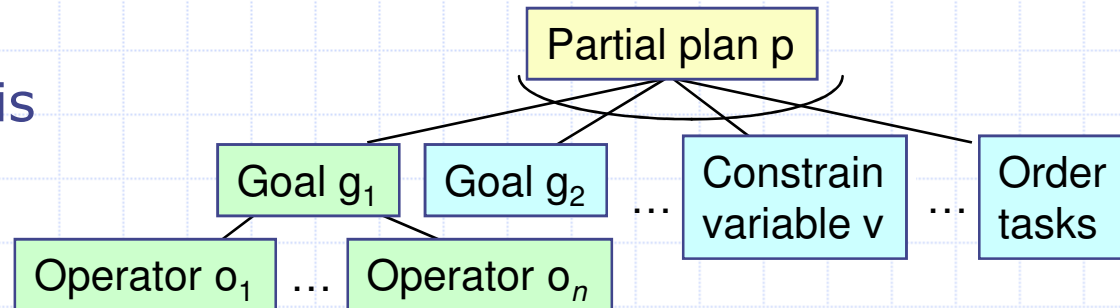 Partial plan p
is
Goal g₁
Goal g₂
...
Constrain
variable v
...
Order
tasks
Operator o₁
...
Operator oₙ